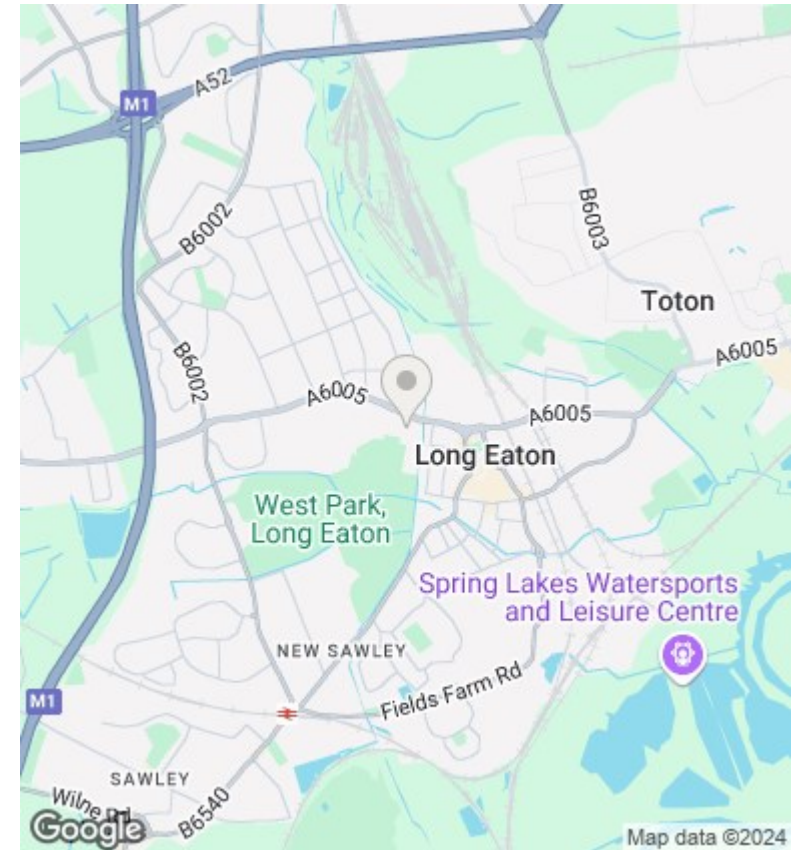 A52
M1
B6002
B6003
Toton
B6002
A6005
A6005
A6005
Long Eaton
West Park,
Long Eaton
Spring Lakes Watersports
and Leisure Centre
NEW SAWLEY
Fields Farm Rd
M1
SAWLEY
Wilne Rd
B6540
Google
Map data ©2024